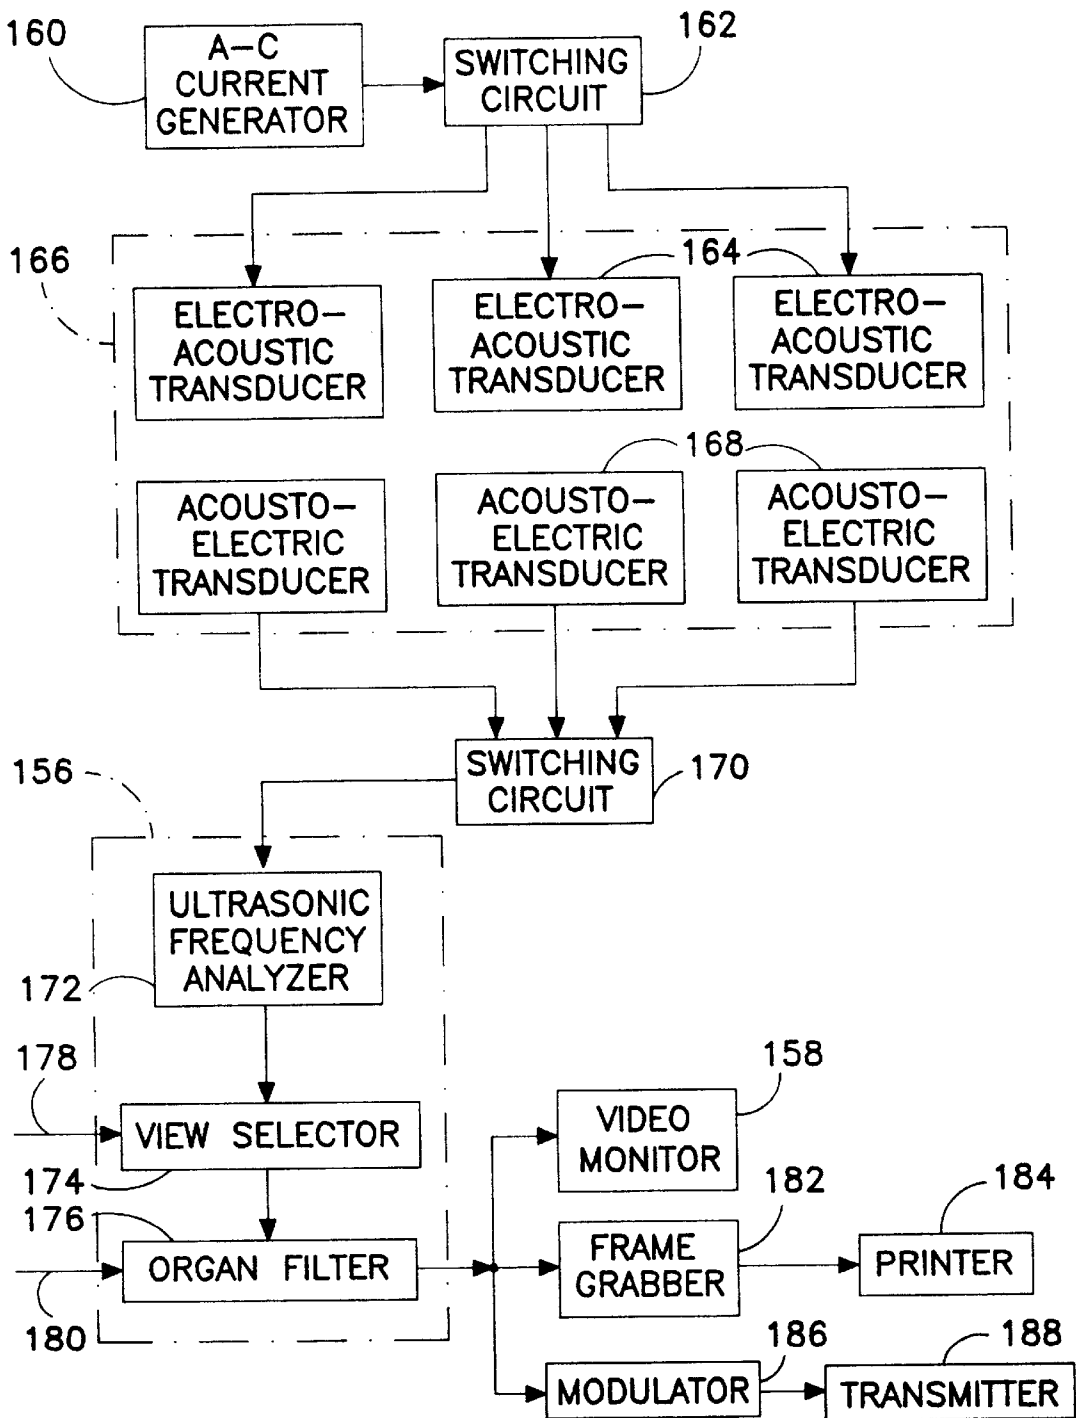 160
A-C
CURRENT
GENERATOR
SWITCHING
CIRCUIT
162
166
164
ELECTRO-
ACOUSTIC
TRANSDUCER
ELECTRO-
ACOUSTIC
TRANSDUCER
ELECTRO-
ACOUSTIC
TRANSDUCER
168
ACOUSTO-
ELECTRIC
TRANSDUCER
ACOUSTO-
ELECTRIC
TRANSDUCER
ACOUSTO-
ELECTRIC
TRANSDUCER
SWITCHING
CIRCUIT
170
156
ULTRASONIC
FREQUENCY
ANALYZER
172
178
VIEW SELECTOR
174
176
ORGAN FILTER
180
158
VIDEO
MONITOR
182
FRAME
GRABBER
184
PRINTER
186
MODULATOR
188
TRANSMITTER